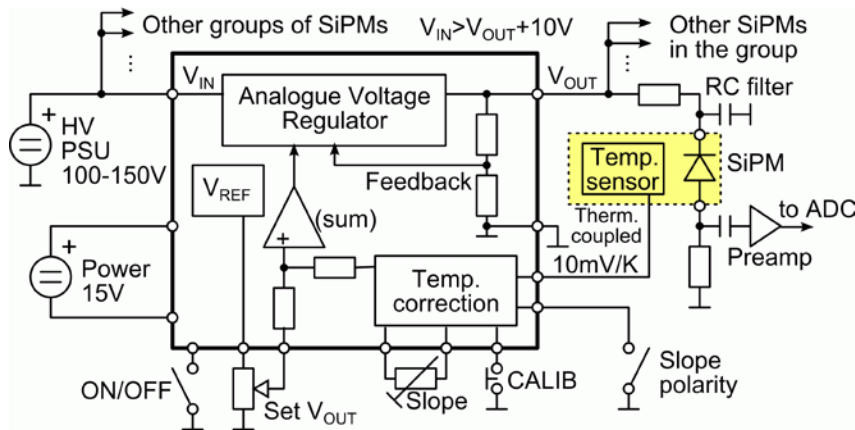 Other groups of SiPMs
V_IN>V_OUT+10V
Other SiPMs
in the group
V_IN
V_OUT
RC filter
Analogue Voltage
Regulator
+
HV
PSU
100-150V
Temp.
sensor
SiPM
V_REF
Feedback
(sum)
+
Therm.
coupled
10mV/K
to ADC
Preamp
+
Power
15V
Temp.
correction
ON/OFF
Set V_OUT
Slope
CALIB
Slope
polarity